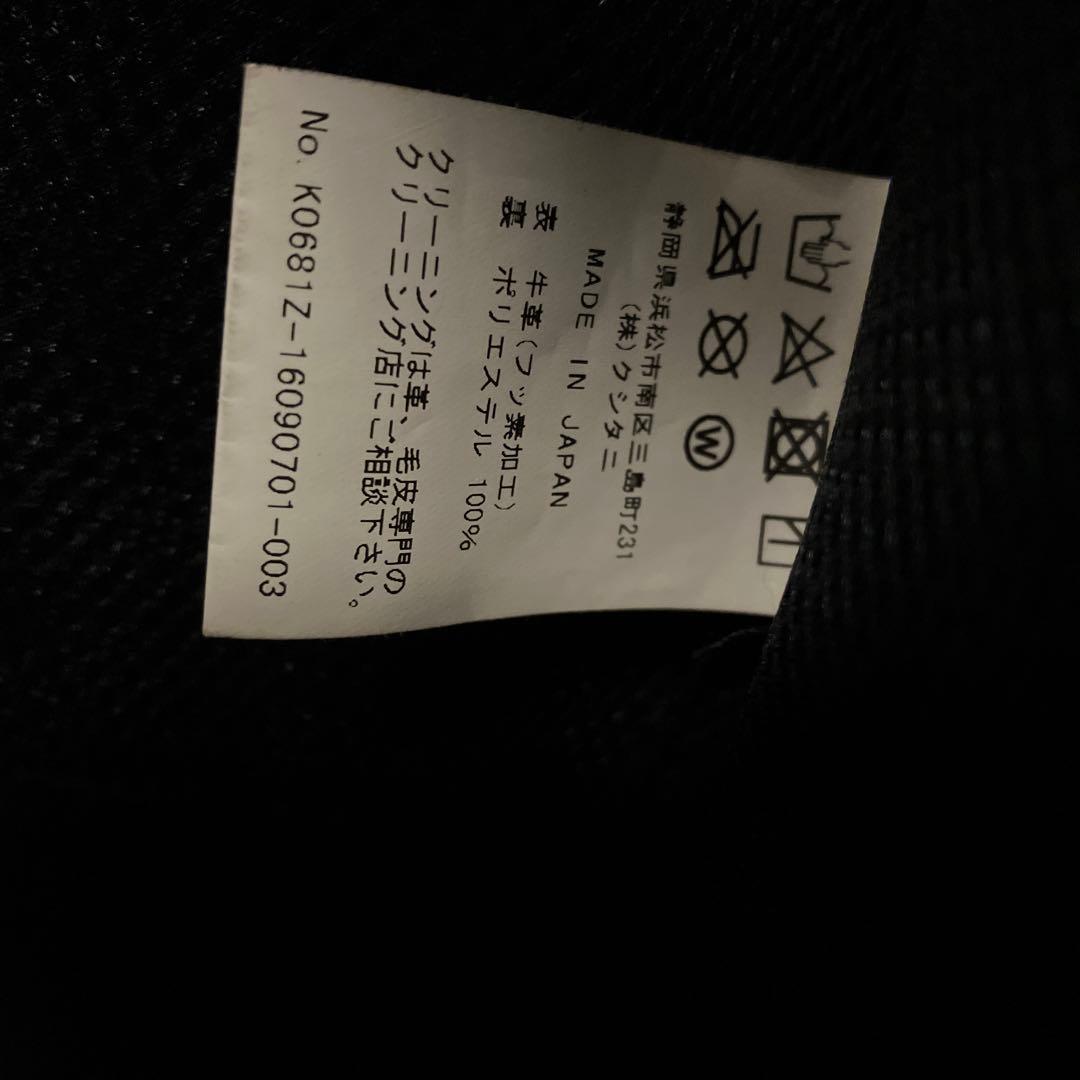 W
静岡県浜松市南区三島町231
(株)クシタニ
MADE IN JAPAN
表 牛革(フッ素加工)
裏 ポリエステル 100%
クリーニングは革、毛皮専門の
クリーニング店にご相談下さい。
No. K0681Z-16090701-003